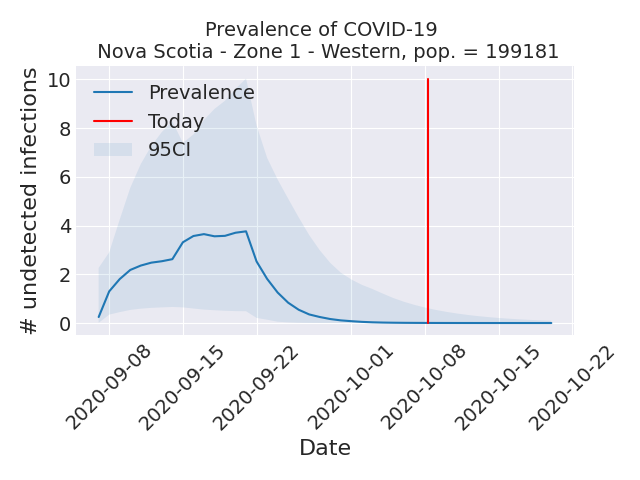 Prevalence of COVID-19
Nova Scotia - Zone 1 - Western, pop. = 199181
# undetected infections
10
8
6
4
2
0
Prevalence
Today
95CI
2020-09-08
2020-09-15
2020-09-22
2020-10-01
2020-10-08
2020-10-15
2020-10-22
Date